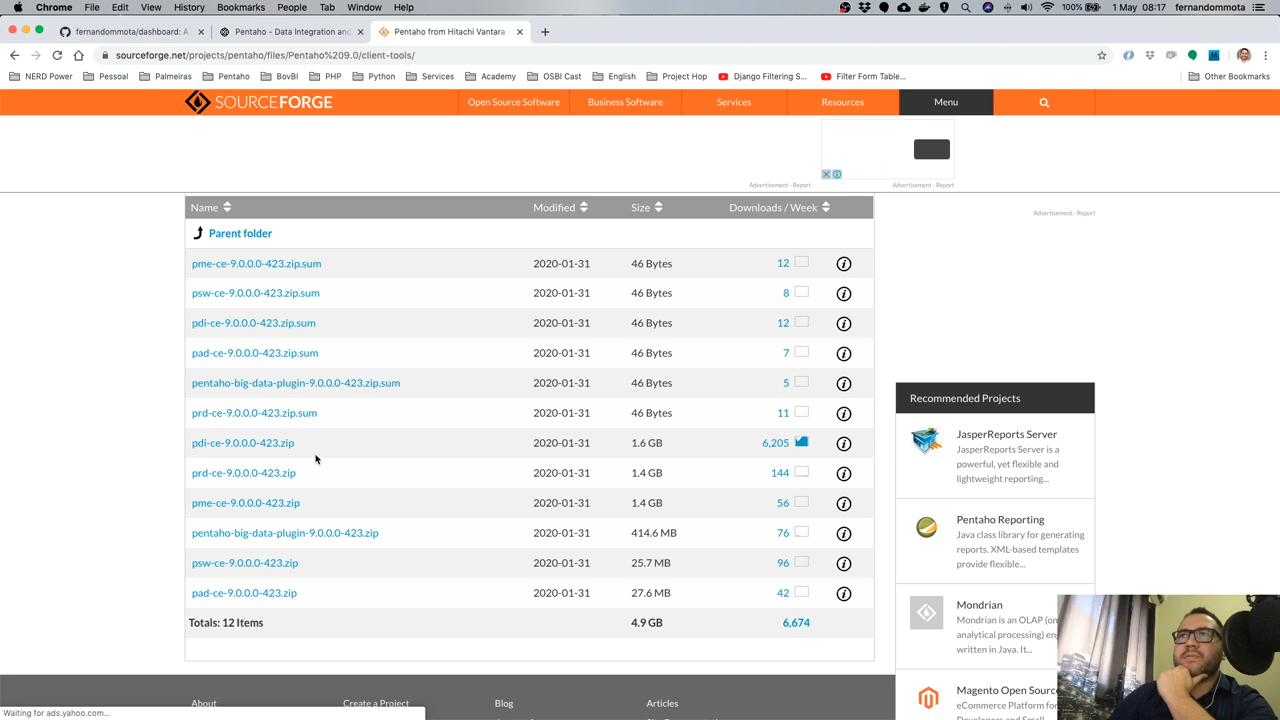 Chrome File Edit View History Bookmarks People Tab Window Help 100% 1 May 08:17 fernandommota
fernandommota/dashboard: A × Pentaho - Data Integration and × Pentaho from Hitachi Vantara × +
sourceforge.net/projects/pentaho/files/Pentaho%209.0/client-tools/
NERD Power Pessoal Palmeiras Pentaho BovBI PHP Python Services Academy OSBI Cast English Project Hop Django Filtering S... Filter Form Table... Other Bookmarks
SOURCEFORGE Open Source Software Business Software Services Resources Menu
Advertisement - Report Advertisement - Report
Name Modified Size Downloads / Week
Advertisement - Report
Parent folder
pme-ce-9.0.0.0-423.zip.sum 2020-01-31 46 Bytes 12
psw-ce-9.0.0.0-423.zip.sum 2020-01-31 46 Bytes 8
pdi-ce-9.0.0.0-423.zip.sum 2020-01-31 46 Bytes 12
pad-ce-9.0.0.0-423.zip.sum 2020-01-31 46 Bytes 7
pentaho-big-data-plugin-9.0.0.0-423.zip.sum 2020-01-31 46 Bytes 5
prd-ce-9.0.0.0-423.zip.sum 2020-01-31 46 Bytes 11
pdi-ce-9.0.0.0-423.zip 2020-01-31 1.6 GB 6,205
prd-ce-9.0.0.0-423.zip 2020-01-31 1.4 GB 144
pme-ce-9.0.0.0-423.zip 2020-01-31 1.4 GB 56
pentaho-big-data-plugin-9.0.0.0-423.zip 2020-01-31 414.6 MB 76
psw-ce-9.0.0.0-423.zip 2020-01-31 25.7 MB 96
pad-ce-9.0.0.0-423.zip 2020-01-31 27.6 MB 42
Totals: 12 Items 4.9 GB 6,674
Recommended Projects
JasperReports Server
JasperReports Server is a
powerful, yet flexible and
lightweight reporting...
Pentaho Reporting
Java class library for generating
reports. XML-based templates
provide flexible...
Mondrian
Mondrian is an OLAP (on
analytical processing) en
written in Java. It...
Magento Open Source
eCommerce Platform for
Developers and Small
About Create a Project Blog Articles
Waiting for ads.yahoo.com...